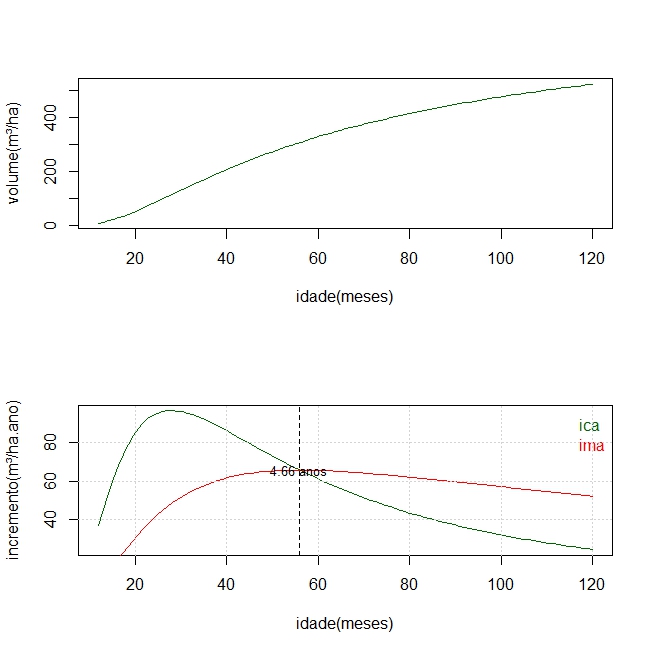 volume(m³/ha)
400
200
0
20 40 60 80 100 120
idade(meses)
incremento(m³/ha.ano)
80
60
40
ica
ima
4.66 anos
20 40 60 80 100 120
idade(meses)